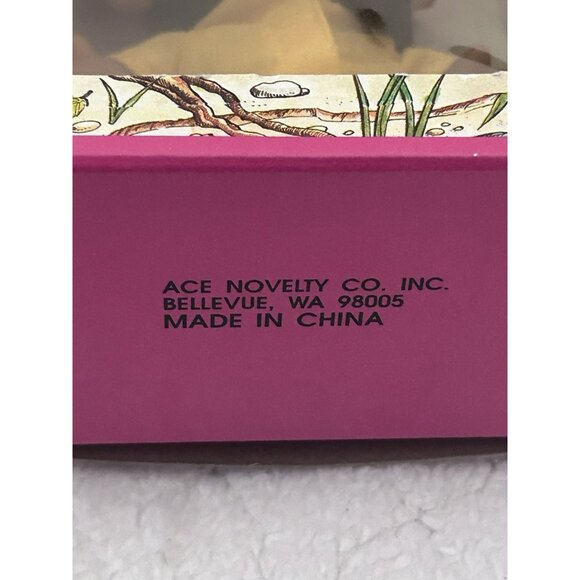 ACE NOVELTY CO. INC.
BELLEVUE, WA 98005
MADE IN CHINA